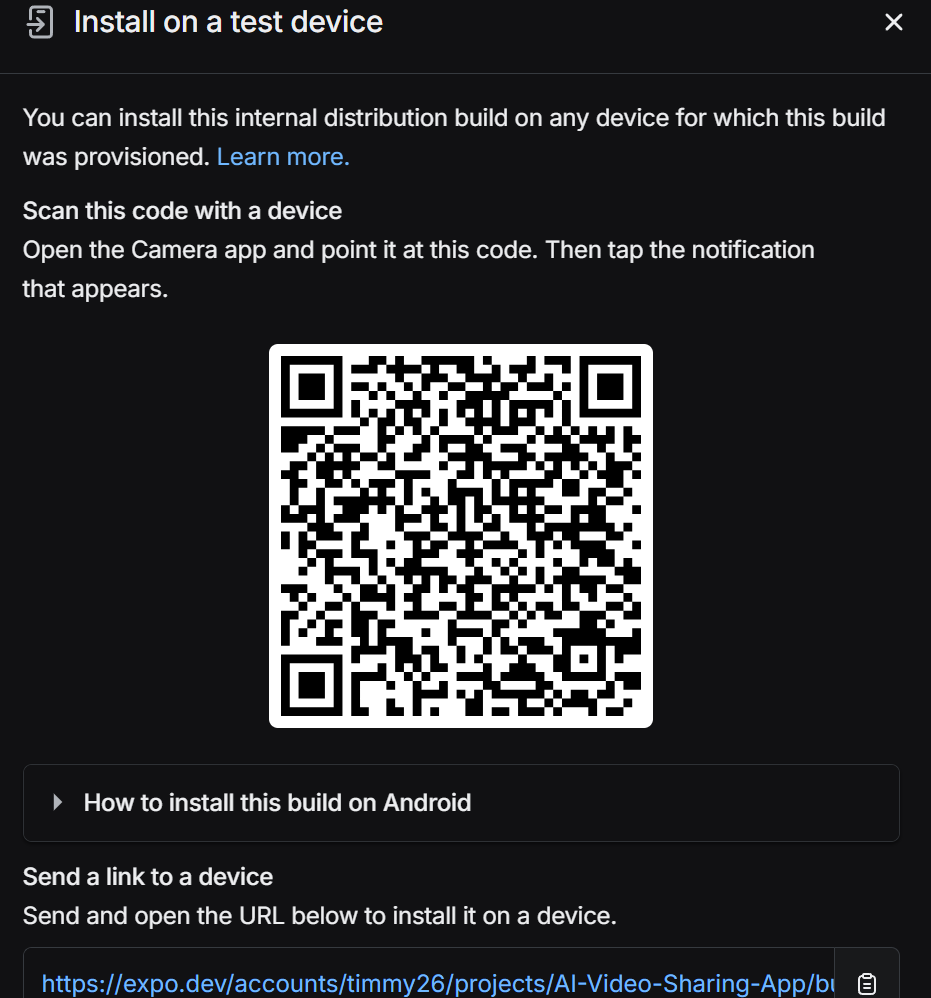 Install on a test device
You can install this internal distribution build on any device for which this build
was provisioned. Learn more.
Scan this code with a device
Open the Camera app and point it at this code. Then tap the notification
that appears.
How to install this build on Android
Send a link to a device
Send and open the URL below to install it on a device.
https://expo.dev/accounts/timmy26/projects/AI-Video-Sharing-App/bu